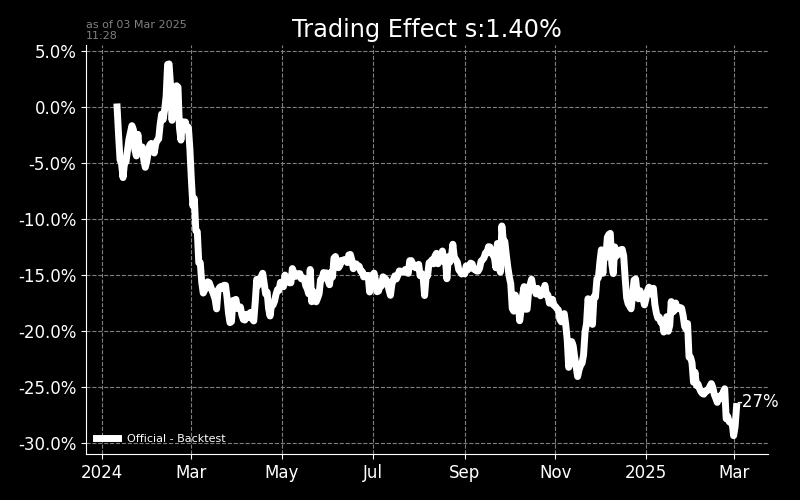 as of 03 Mar 2025
11:28
Trading Effect s:1.40%
5.0%
0.0%
-5.0%
-10.0%
-15.0%
-20.0%
-25.0%
-30.0%
-27%
Official - Backtest
2024 Mar May Jul Sep Nov 2025 Mar